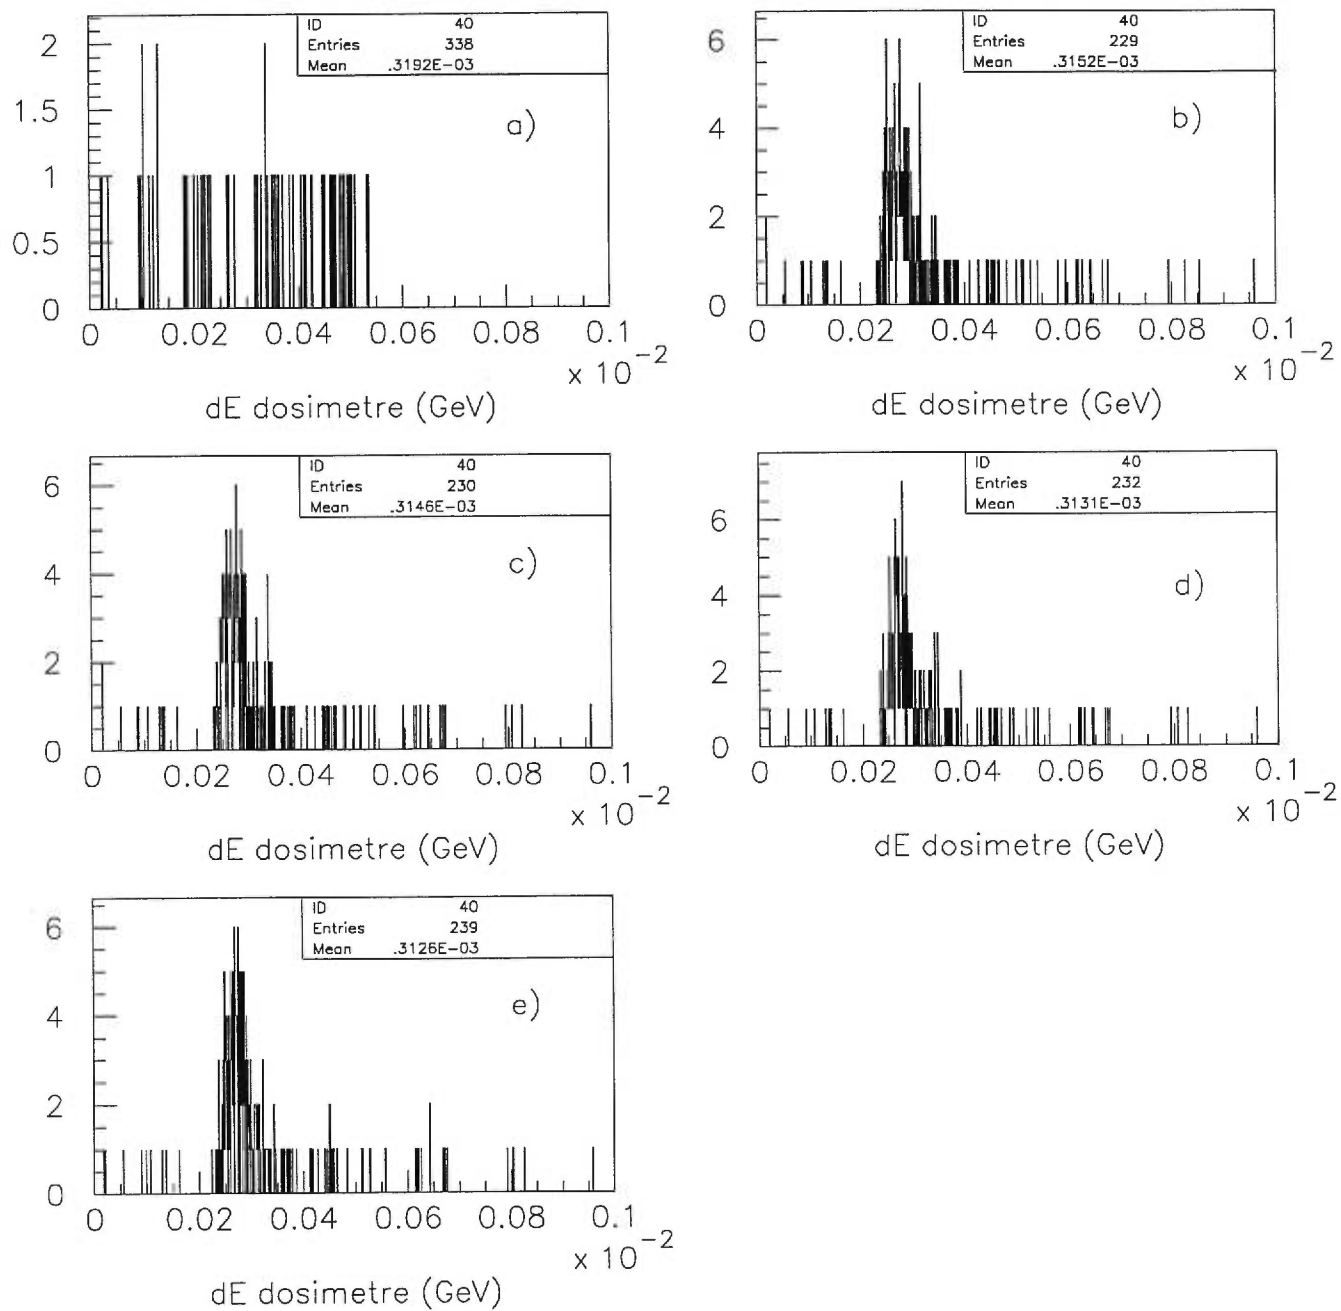 ID 40
Entries 338
Mean .3192E-03
a)
2
1.5
1
0.5
0
0 0.02 0.04 0.06 0.08 0.1
x 10^-2
dE dosimetre (GeV)
ID 40
Entries 229
Mean .3152E-03
b)
6
4
2
0
0 0.02 0.04 0.06 0.08 0.1
x 10^-2
dE dosimetre (GeV)
ID 40
Entries 230
Mean .3146E-03
c)
6
4
2
0
0 0.02 0.04 0.06 0.08 0.1
x 10^-2
dE dosimetre (GeV)
ID 40
Entries 232
Mean .3131E-03
d)
6
4
2
0
0 0.02 0.04 0.06 0.08 0.1
x 10^-2
dE dosimetre (GeV)
ID 40
Entries 239
Mean .3126E-03
e)
6
4
2
0
0 0.02 0.04 0.06 0.08 0.1
x 10^-2
dE dosimetre (GeV)